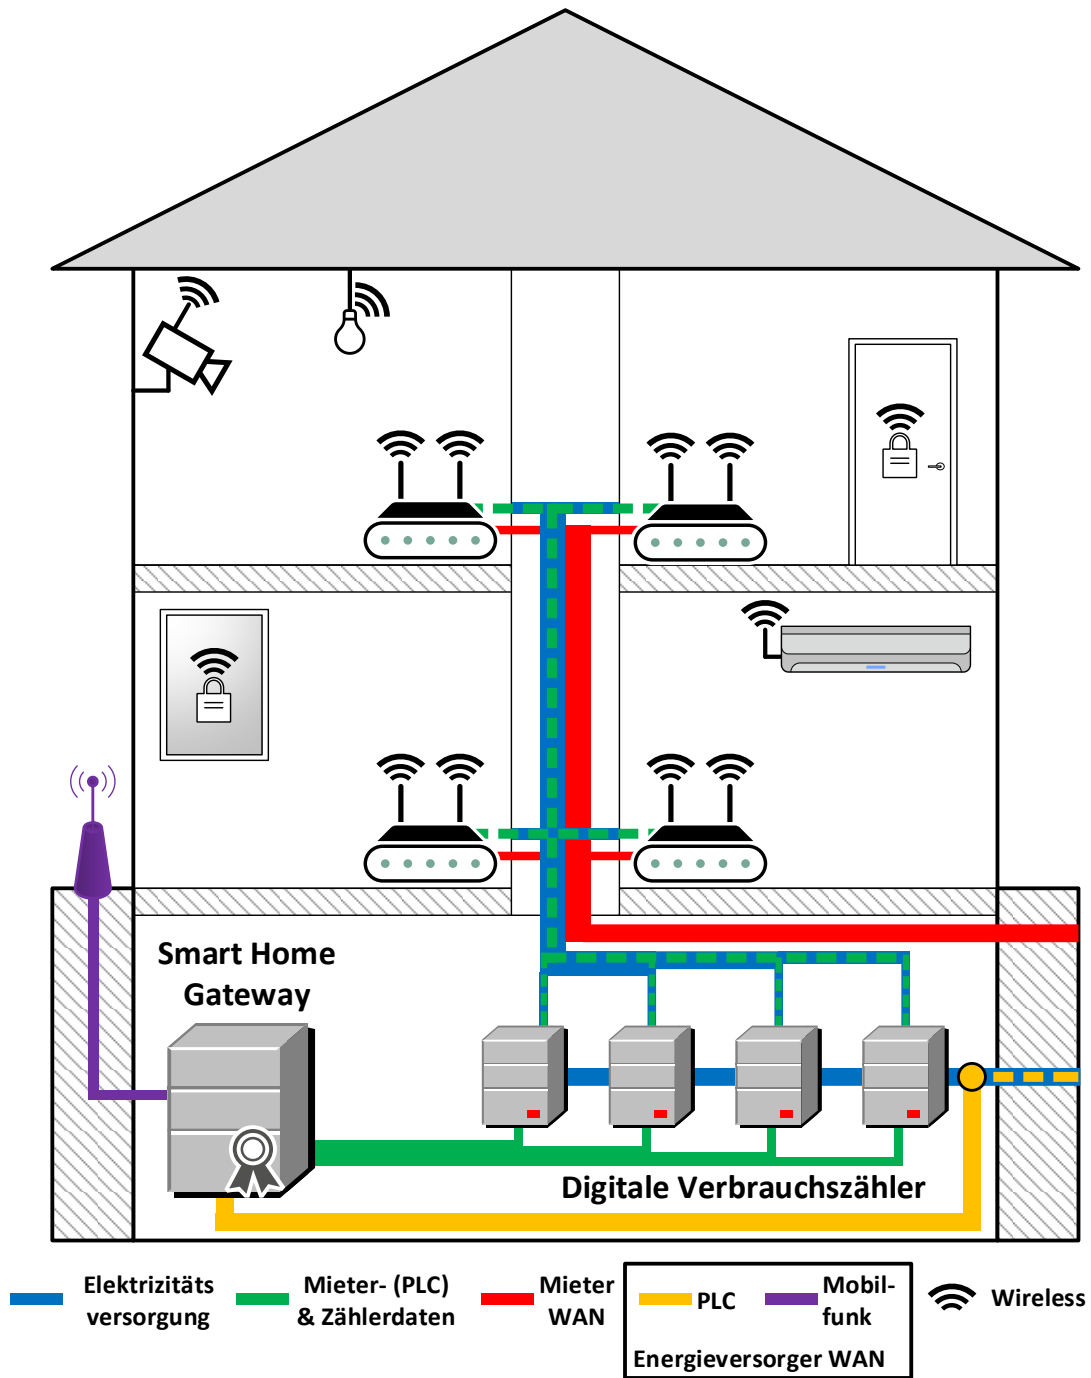 Smart Home
Gateway
Digitale Verbrauchszähler
Elektrizitäts
versorgung
Mieter- (PLC)
& Zählerdaten
Mieter
WAN
PLC
Mobil-
funk
Energieversorger WAN
Wireless